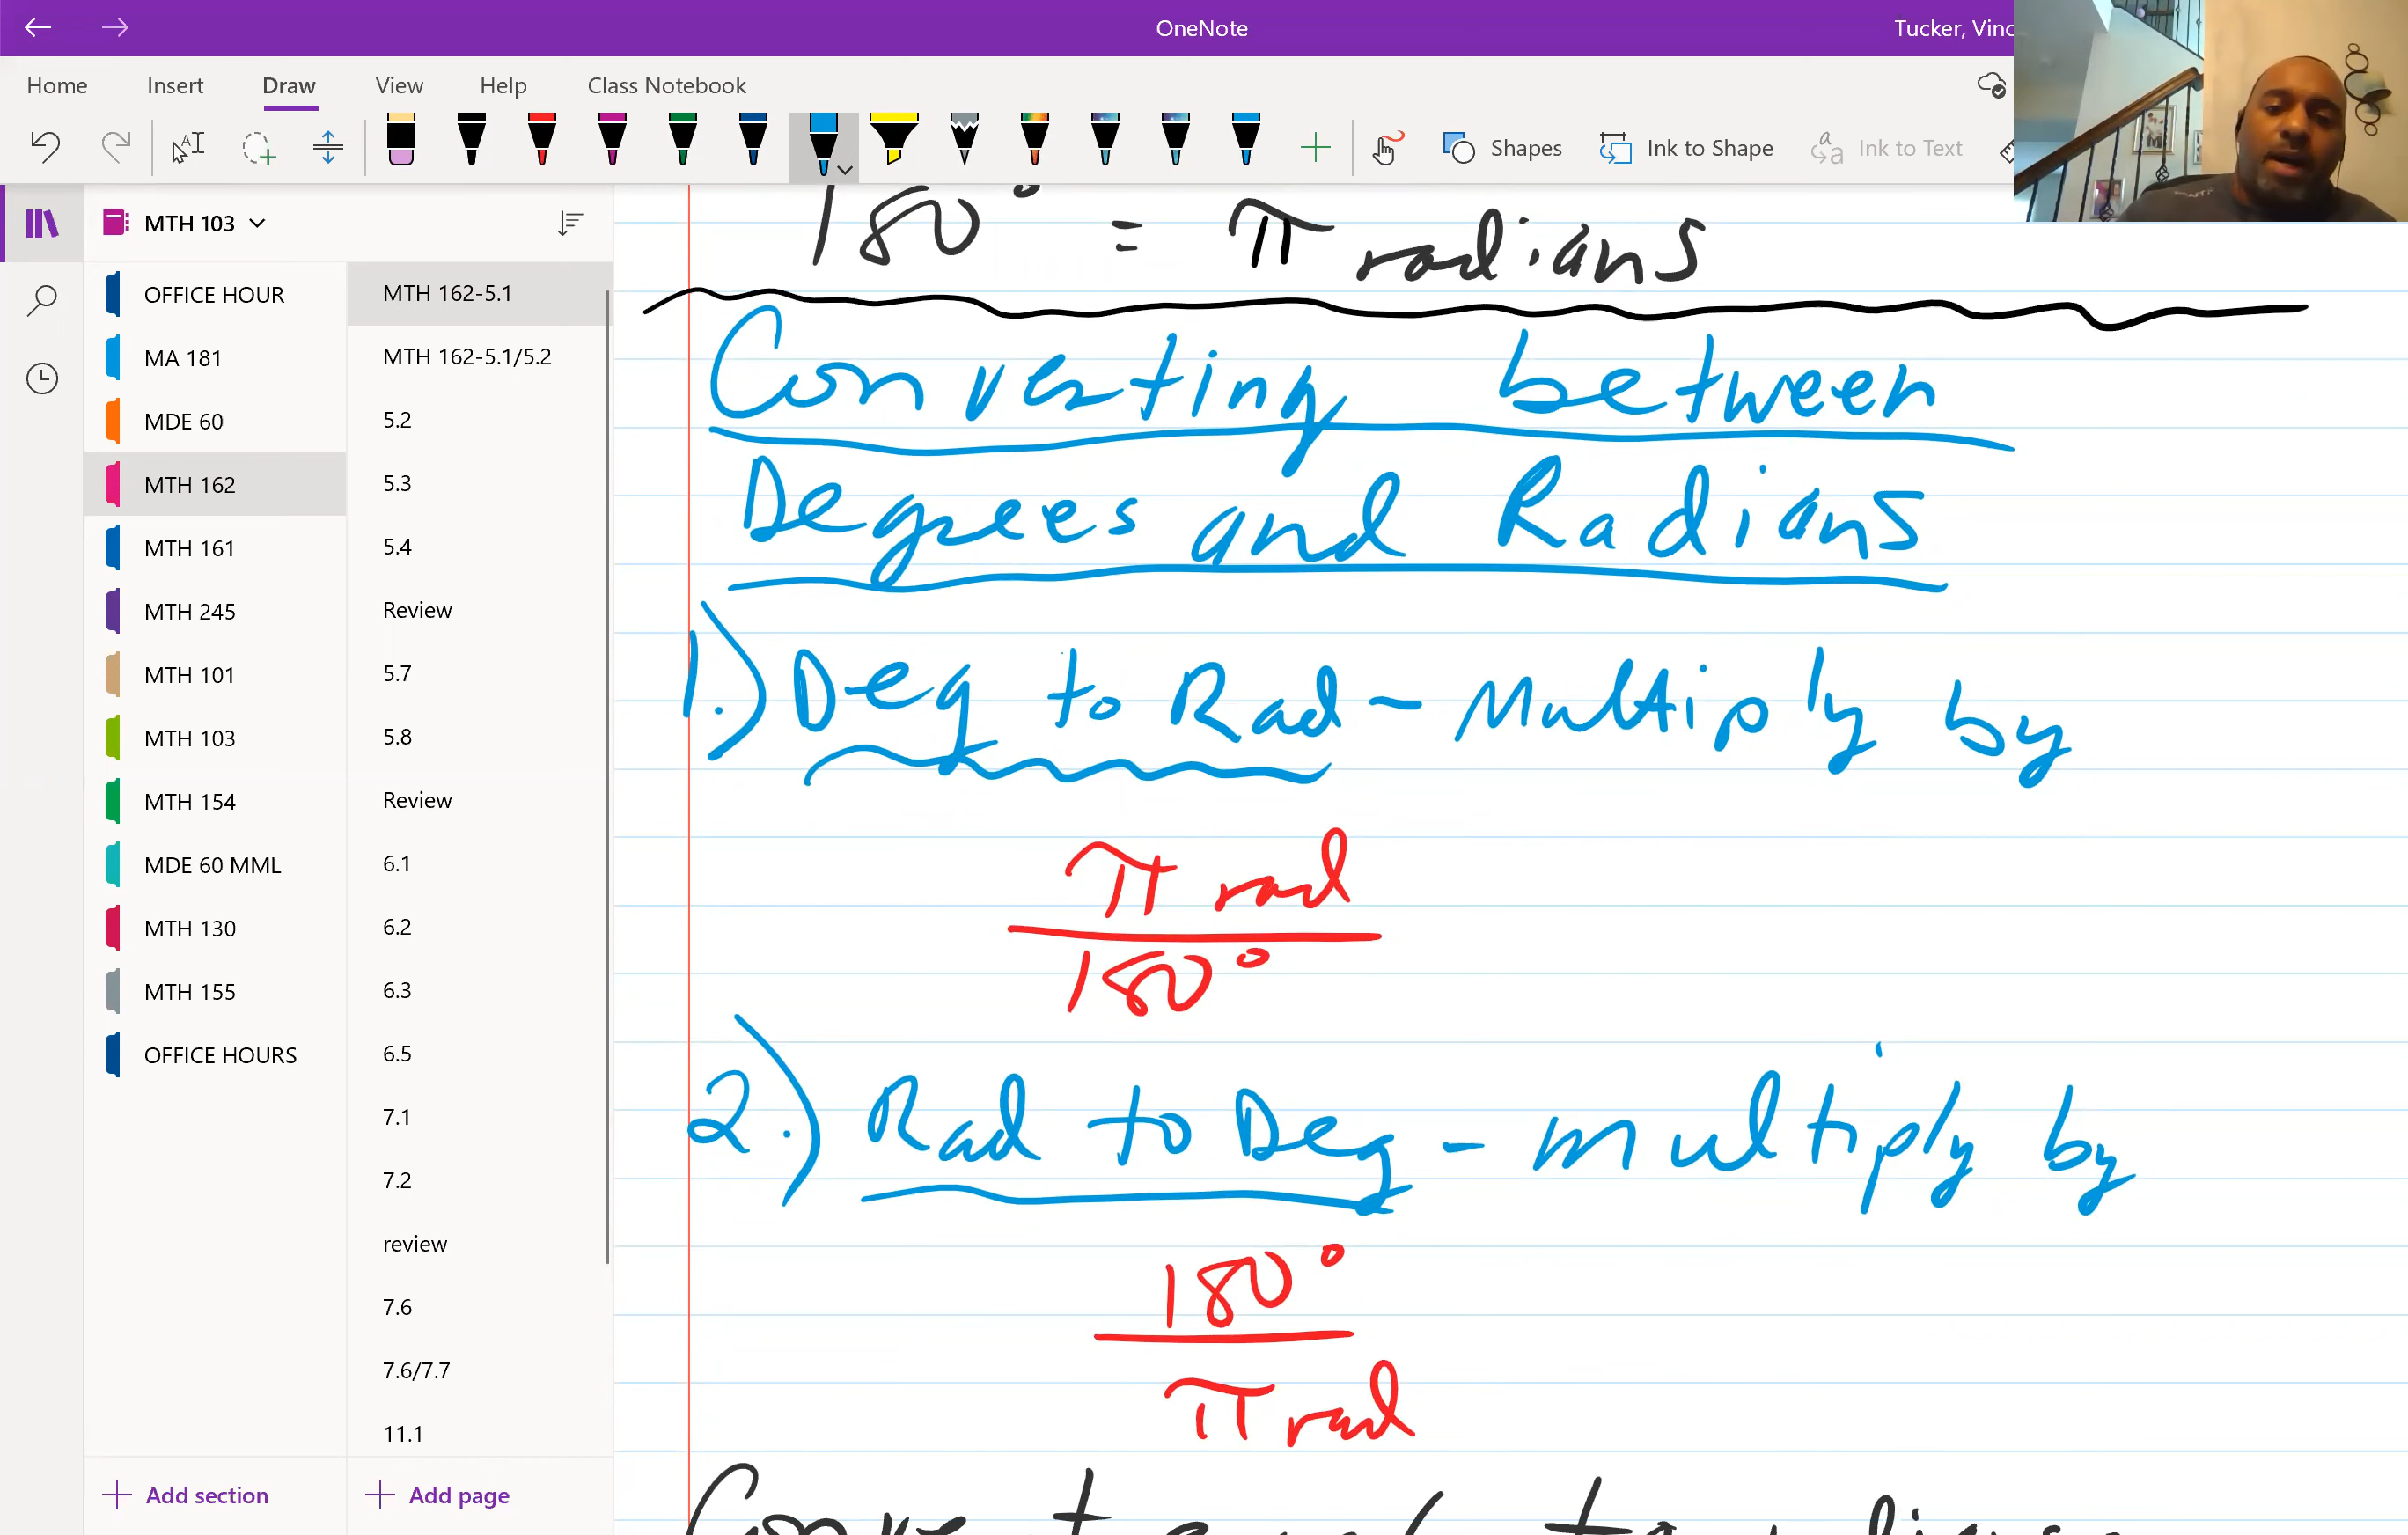 OneNote
Tucker, Vinc
Home Insert Draw View Help Class Notebook
Shapes Ink to Shape Ink to Text
MTH 103
OFFICE HOUR
MA 181
MDE 60
MTH 162
MTH 161
MTH 245
MTH 101
MTH 103
MTH 154
MDE 60 MML
MTH 130
MTH 155
OFFICE HOURS
Add section
MTH 162-5.1
MTH 162-5.1/5.2
5.2
5.3
5.4
Review
5.7
5.8
Review
6.1
6.2
6.3
6.5
7.1
7.2
review
7.6
7.6/7.7
11.1
Add page
180° = π radians
Converting between
Degrees and Radians
1.) Deg to Rad - Multiply by
π rad
180°
2.) Rad to Deg - multiply by
180°
π rad